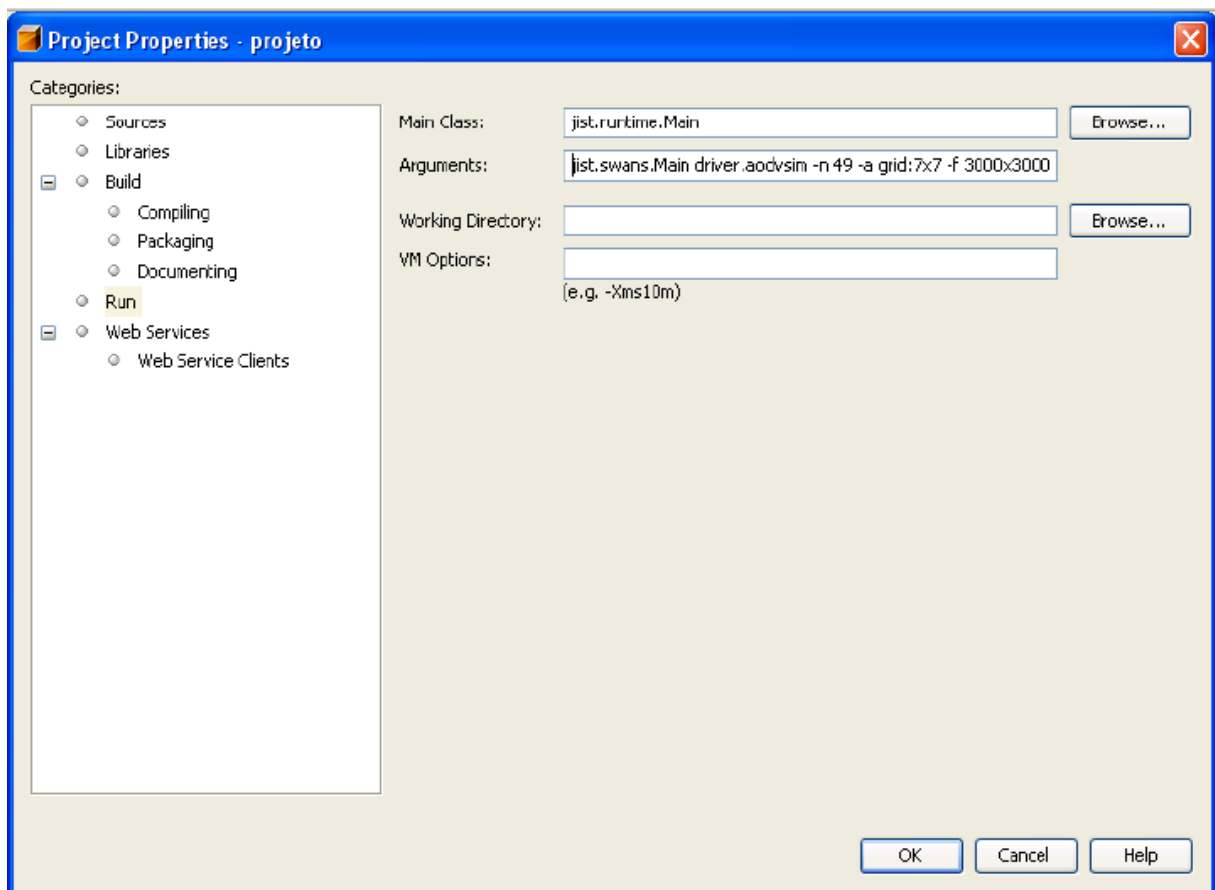 Project Properties - projeto
Categories:
Sources
Libraries
Build
Compiling
Packaging
Documenting
Run
Web Services
Web Service Clients
Main Class: jist.runtime.Main Browse...
Arguments: jist.swans.Main driver.aodvsim -n 49 -a grid:7x7 -f 3000x3000
Working Directory: Browse...
VM Options:
(e.g. -Xms10m)
OK Cancel Help